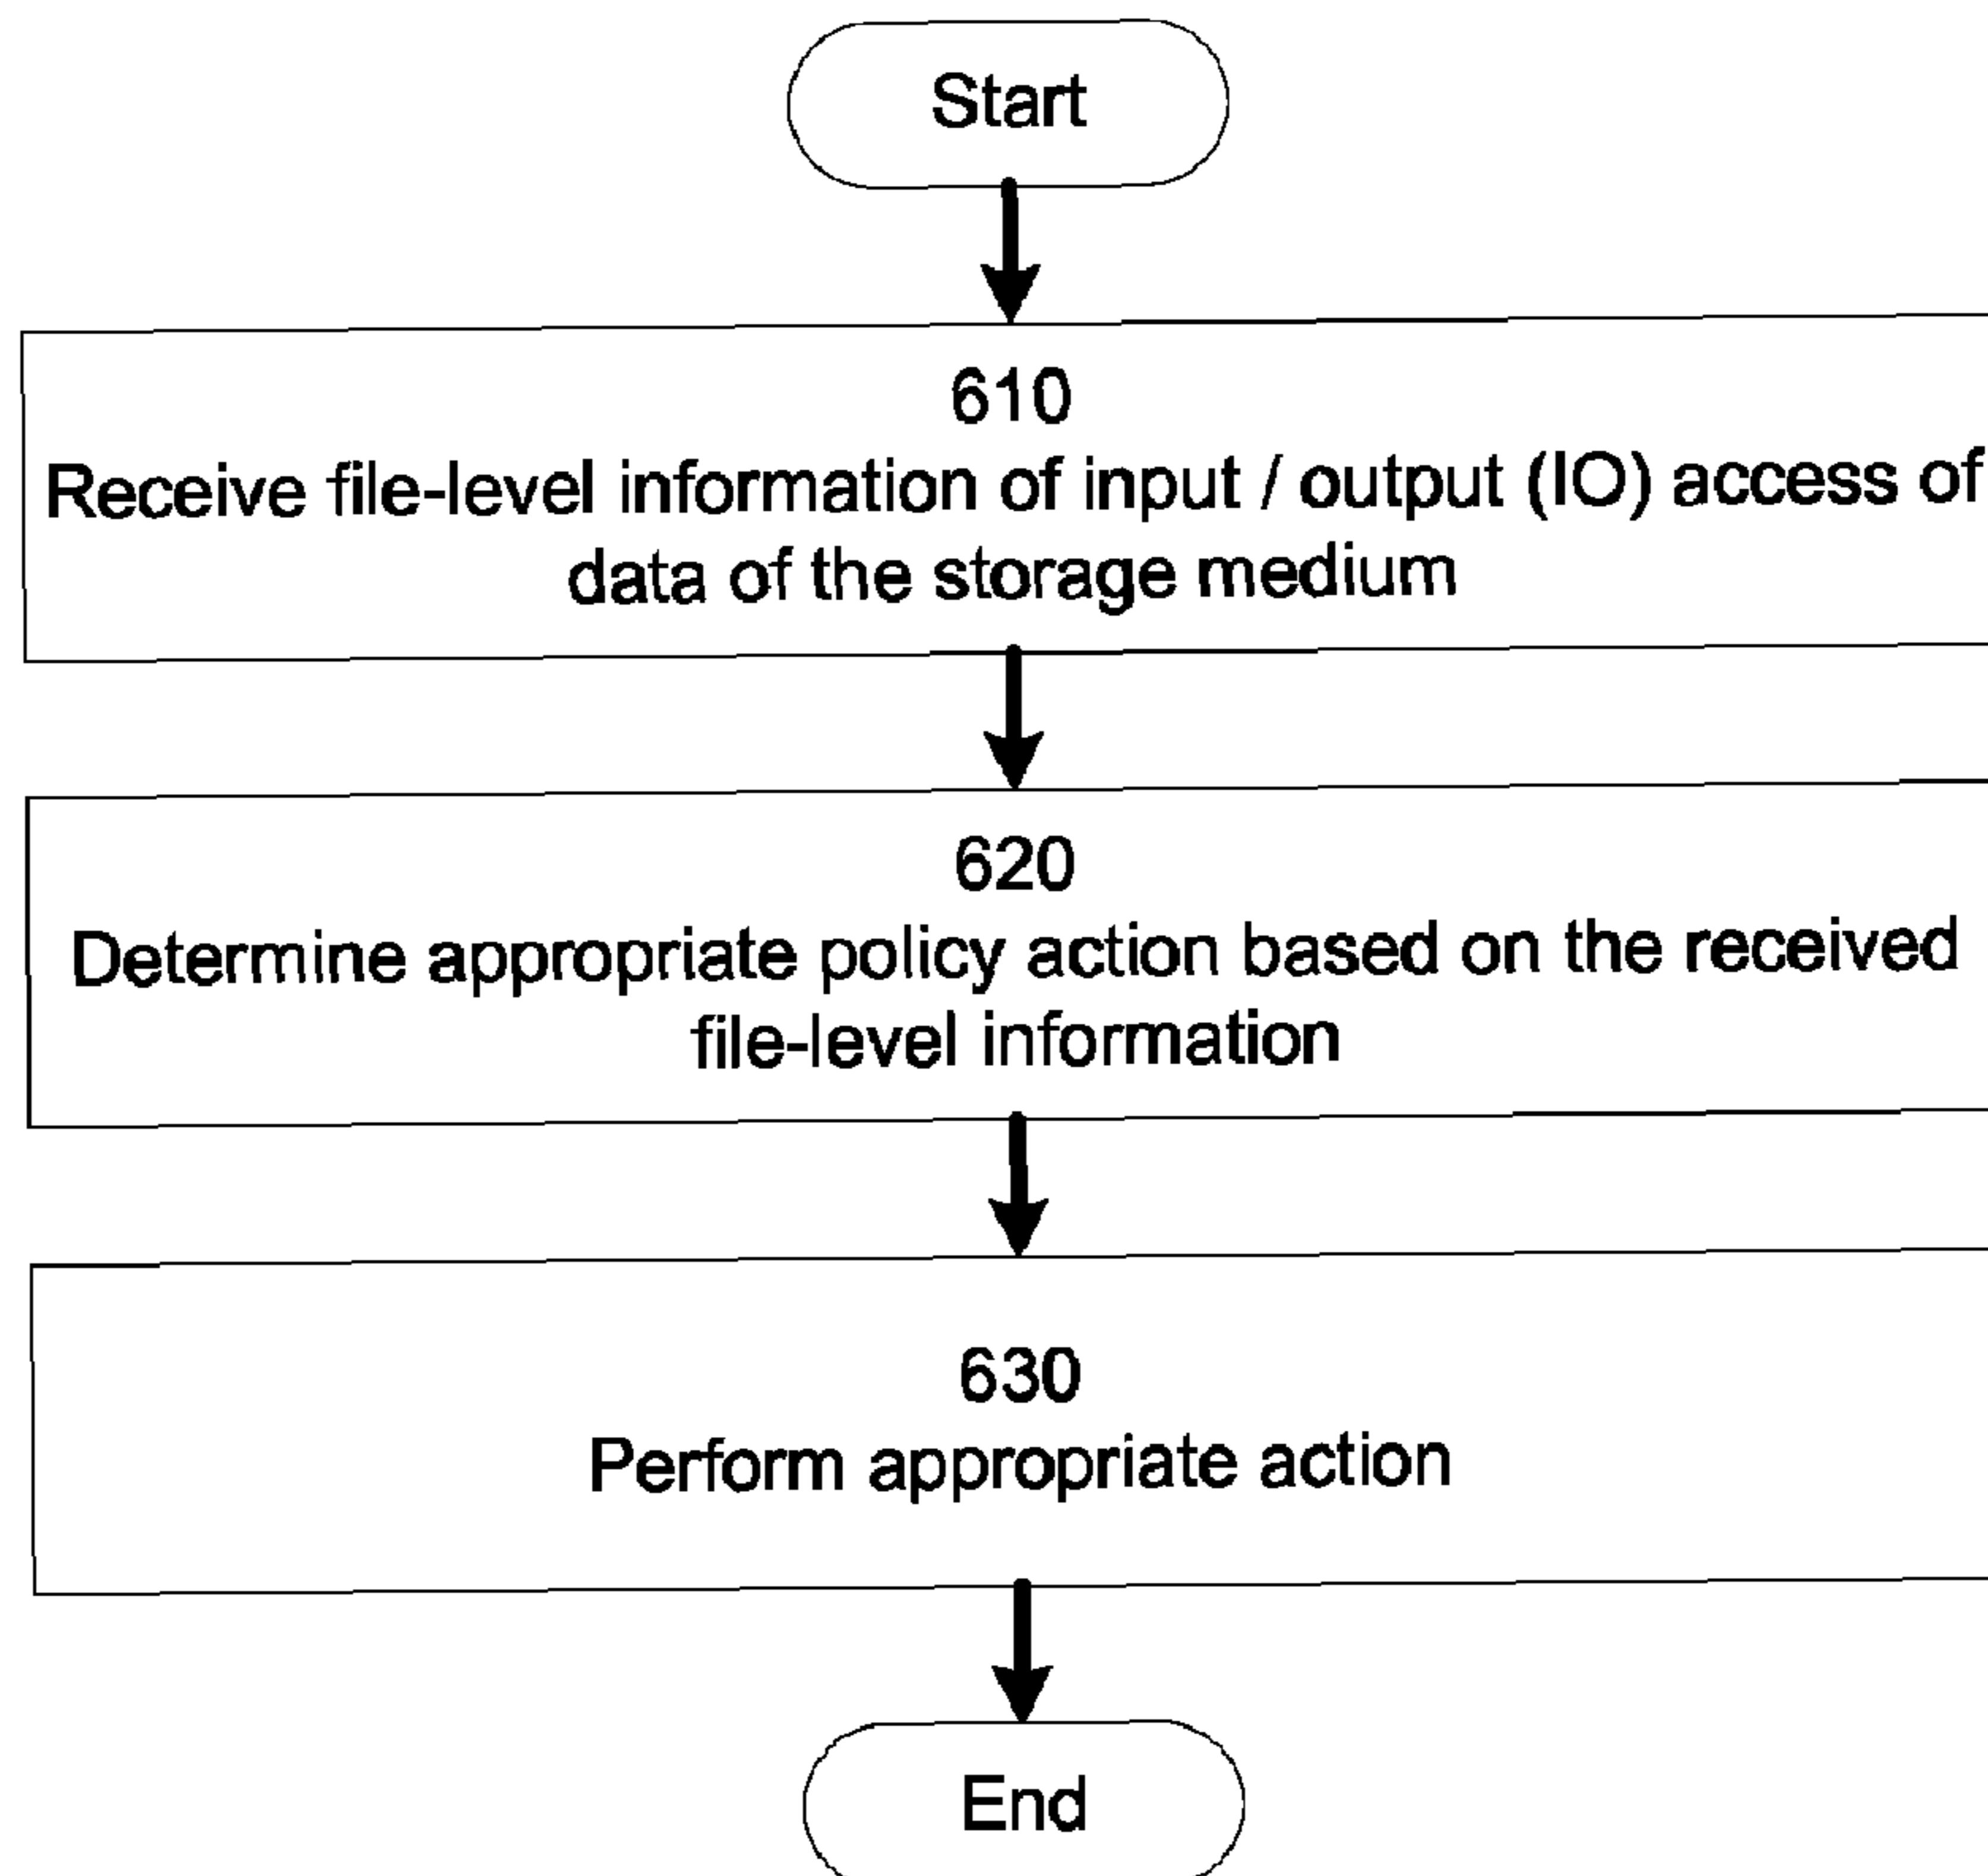 Start
610
Receive file-level information of input / output (IO) access of
data of the storage medium
620
Determine appropriate policy action based on the received
file-level information
630
Perform appropriate action
End